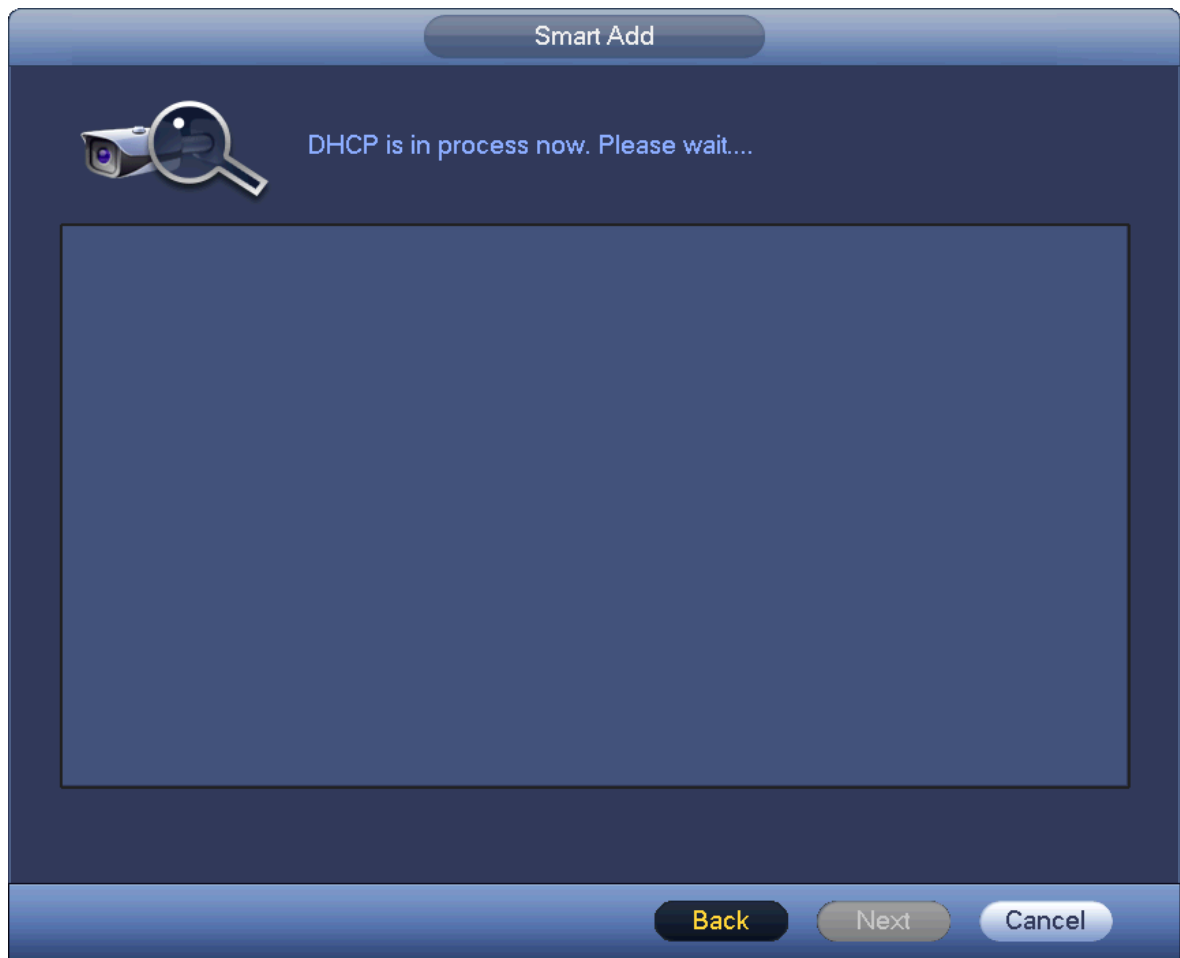 Smart Add
DHCP is in process now. Please wait....
Back
Next
Cancel